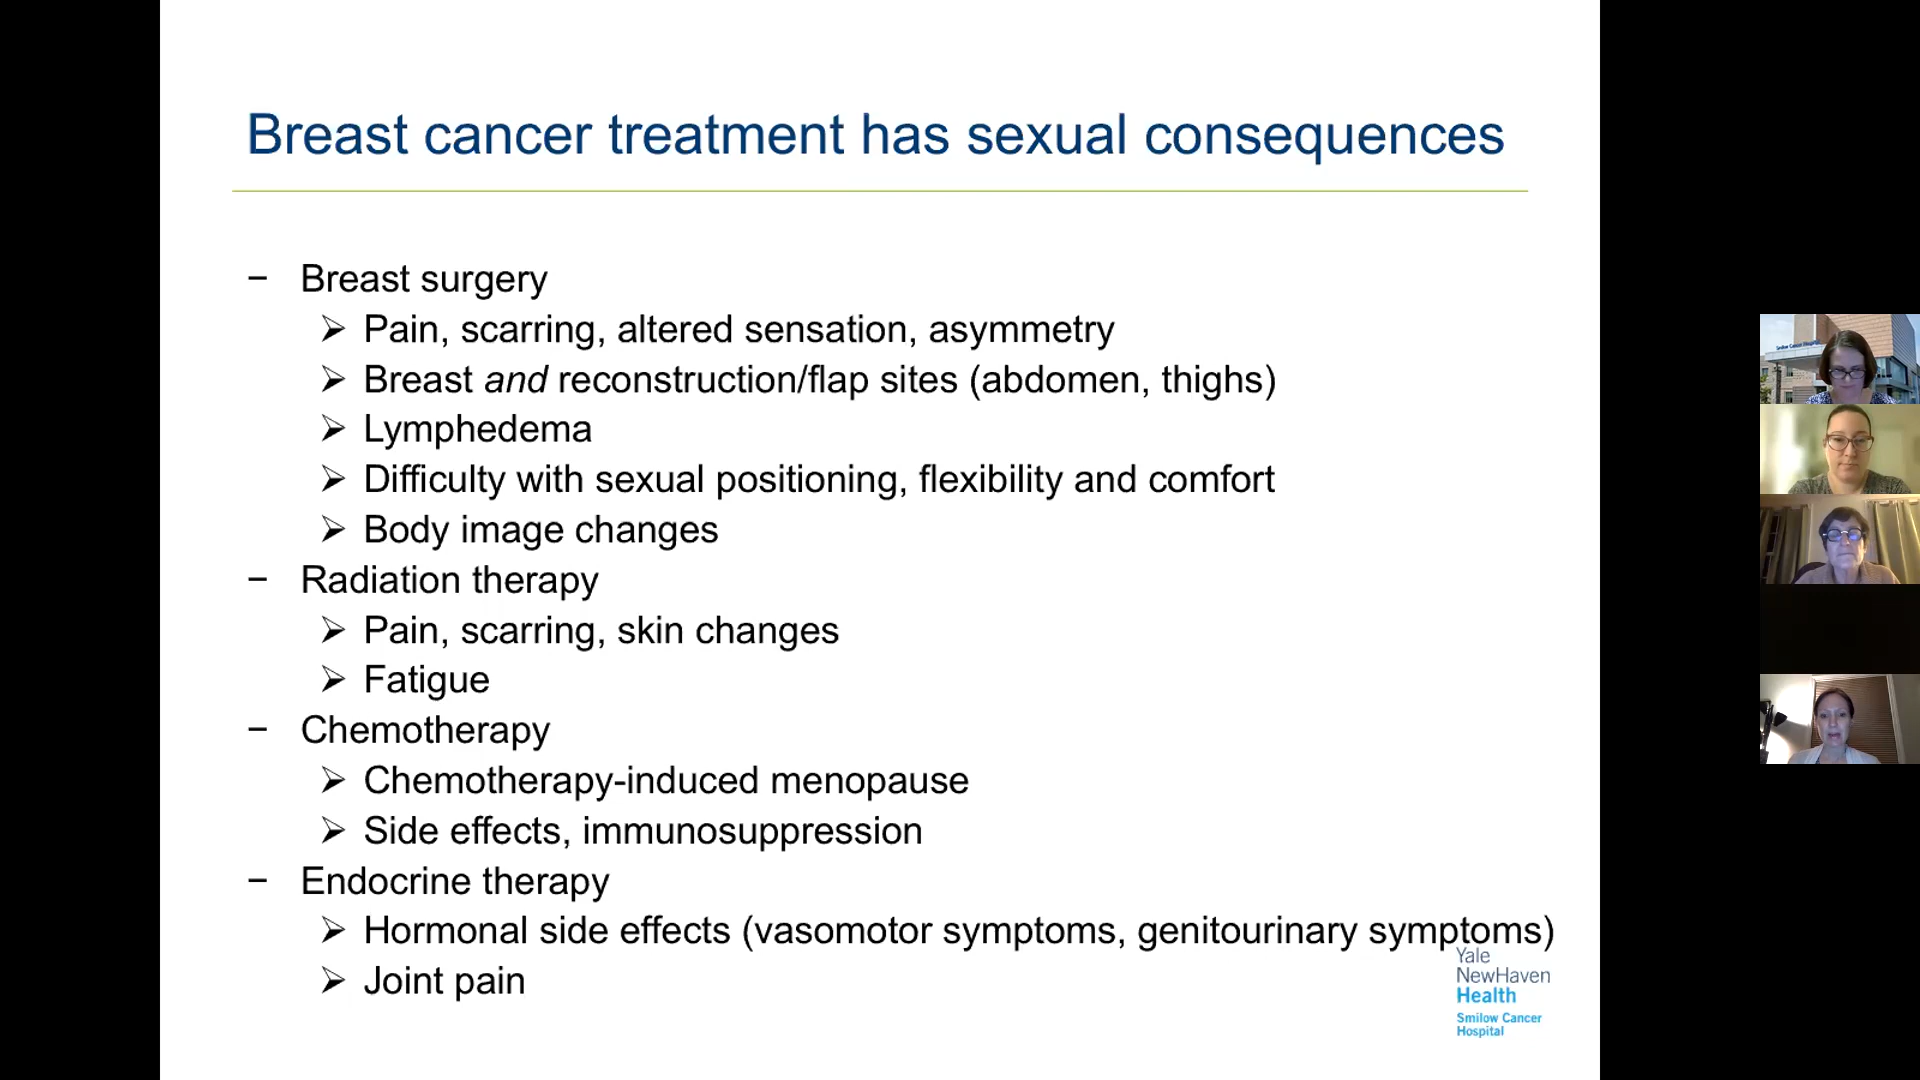 Breast cancer treatment has sexual consequences
− Breast surgery
➢ Pain, scarring, altered sensation, asymmetry
➢ Breast and reconstruction/flap sites (abdomen, thighs)
➢ Lymphedema
➢ Difficulty with sexual positioning, flexibility and comfort
➢ Body image changes
− Radiation therapy
➢ Pain, scarring, skin changes
➢ Fatigue
− Chemotherapy
➢ Chemotherapy-induced menopause
➢ Side effects, immunosuppression
− Endocrine therapy
➢ Hormonal side effects (vasomotor symptoms, genitourinary symptoms)
➢ Joint pain
Yale
NewHaven
Health
Smilow Cancer
Hospital